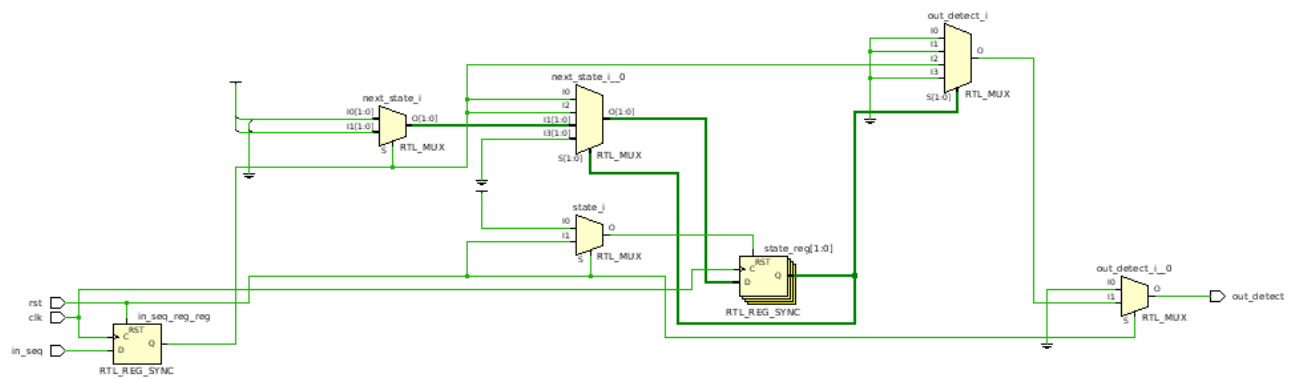 out_detect_i
I0
I1
I2
I3
O
S[1:0]
RTL_MUX
next_state_i__0
I0
I2
I1[1:0]
I3[1:0]
O[1:0]
S[1:0]
RTL_MUX
next_state_i
I0[1:0]
I1[1:0]
O[1:0]
S
RTL_MUX
state_i
I0
I1
O
S
RTL_MUX
state_reg[1:0]
RST
C
D
Q
RTL_REG_SYNC
out_detect_i__0
I0
I1
O
S
RTL_MUX
out_detect
rst
clk
in_seq
in_seq_reg_reg
RST
C
D
Q
RTL_REG_SYNC